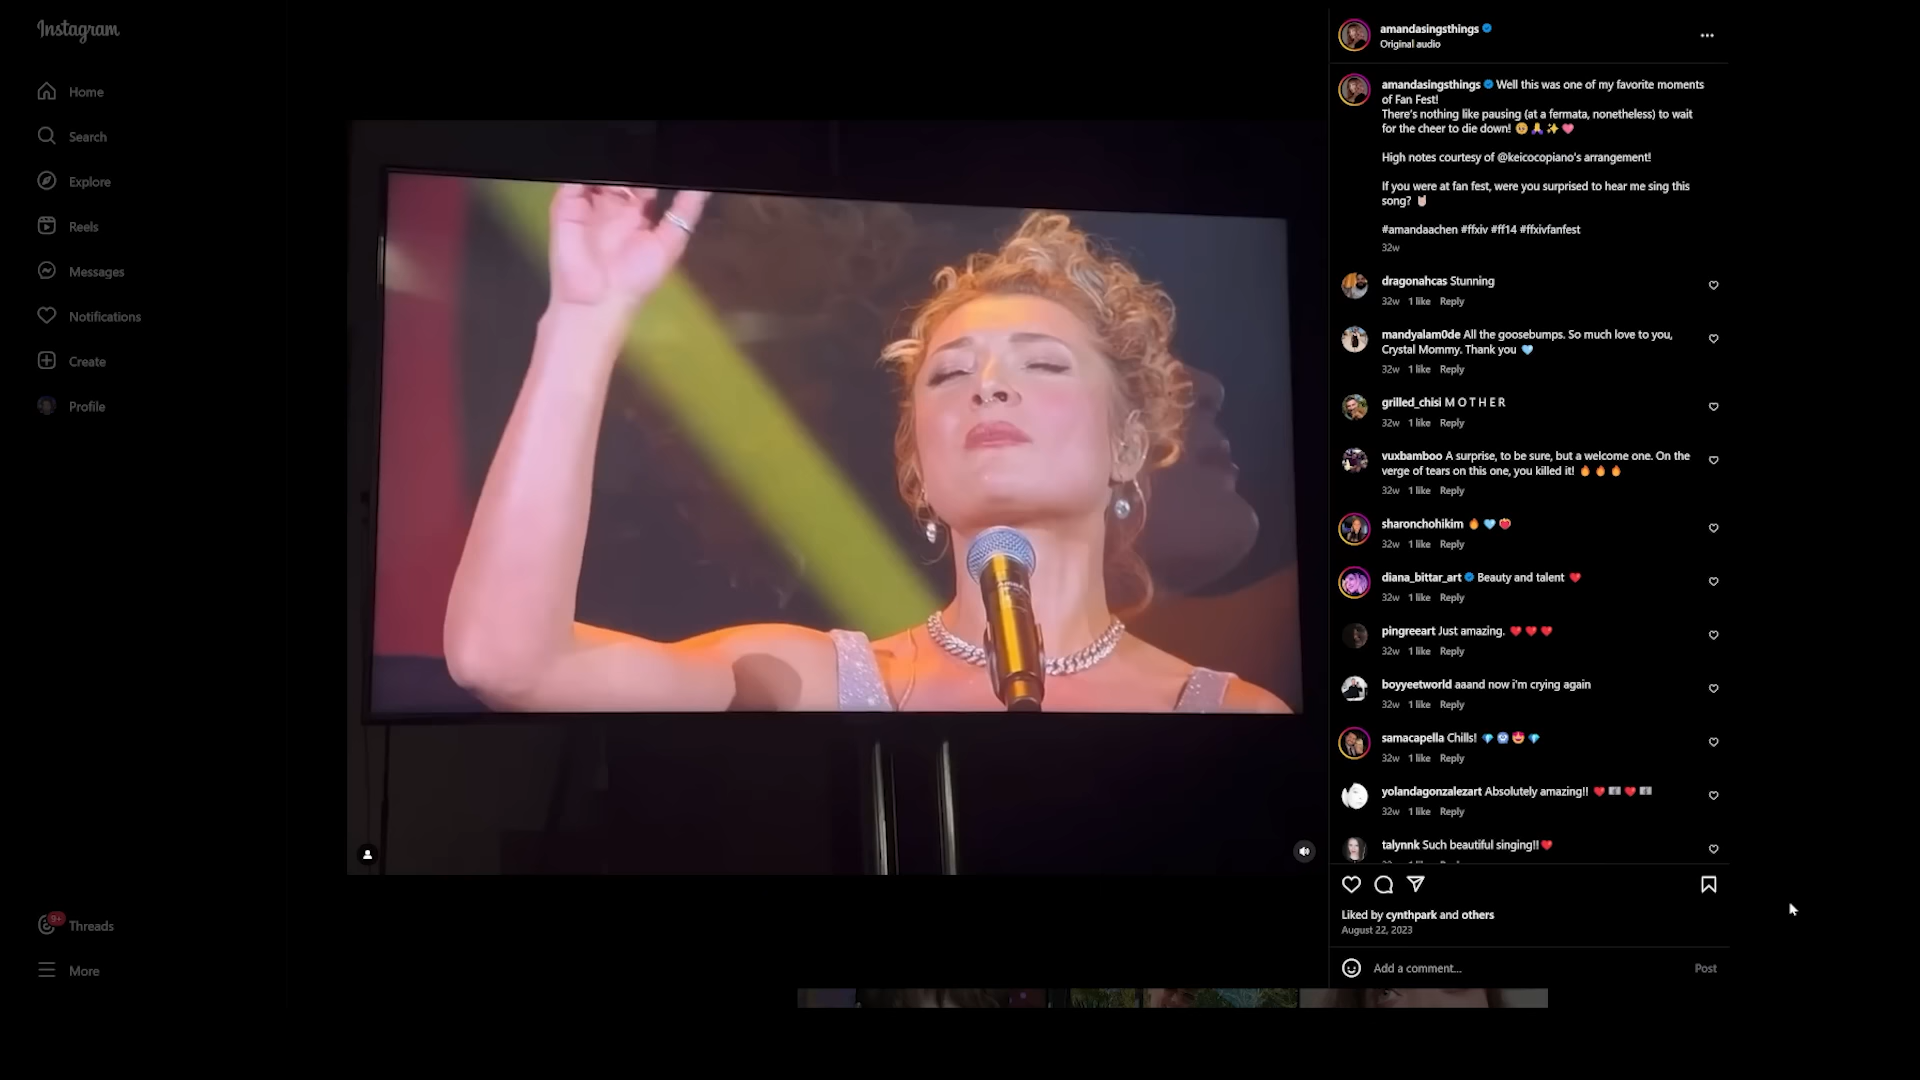 Instagram
Home
Search
Explore
Reels
Messages
Notifications
Create
Profile
9+
Threads
More
amandasingsthings
Original audio
amandasingsthings Well this was one of my favorite moments
of Fan Fest!
There's nothing like pausing (at a fermata, nonetheless) to wait
for the cheer to die down! 🥹🙏✨💗
High notes courtesy of @keicocopiano's arrangement!
If you were at fan fest, were you surprised to hear me sing this
song?
#amandaachen #ffxiv #ff14 #ffxivfanfest
32w
dragonahcas Stunning
32w 1 like Reply
mandyalam0de All the goosebumps. So much love to you,
Crystal Mommy. Thank you 🩵
32w 1 like Reply
grilled_chisi M O T H E R
32w 1 like Reply
vuxbamboo A surprise, to be sure, but a welcome one. On the
verge of tears on this one, you killed it! 🔥🔥🔥
32w 1 like Reply
sharonchohikim 🔥🩵❤️‍🔥
32w 1 like Reply
diana_bittar_art Beauty and talent ❤️
32w 1 like Reply
pingreeart Just amazing. ❤️❤️❤️
32w 1 like Reply
boyyeetworld aaand now i'm crying again
32w 1 like Reply
samacapella Chills! 💎🥶😍💎
32w 1 like Reply
yolandagonzalezart Absolutely amazing!!
32w 1 like Reply
talynnk Such beautiful singing!!❤️
Liked by cynthpark and others
August 22, 2023
Add a comment...
Post